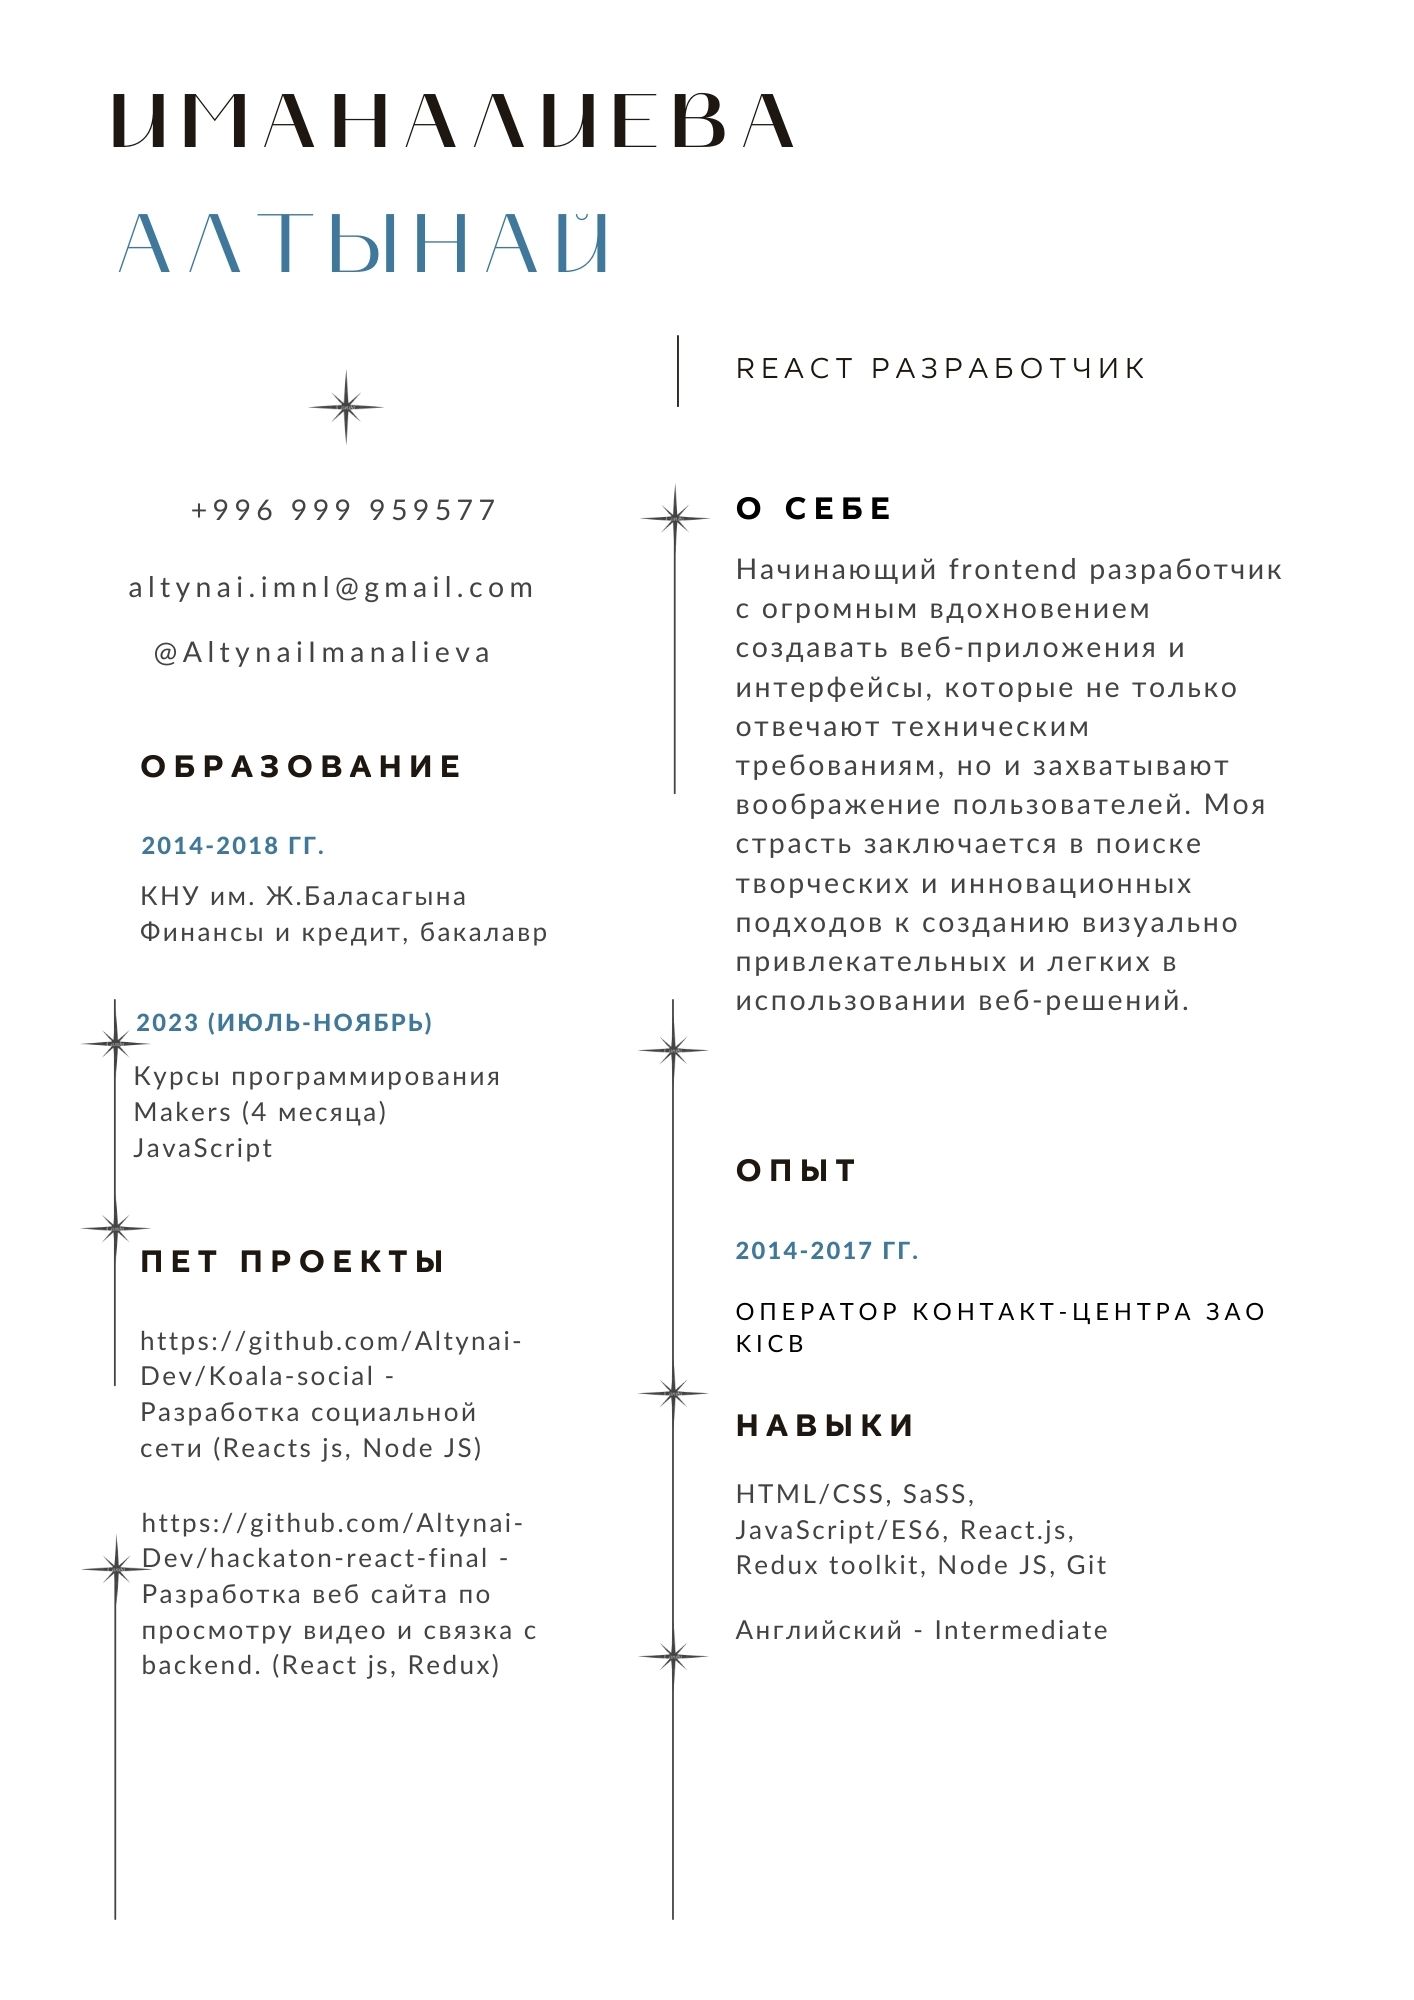 ИМАНАЛИЕВА
АЛТЫНАЙ
REACT РАЗРАБОТЧИК
+996 999 959577
altynai.imnl@gmail.com
@AltynaiImanalieva
ОБРАЗОВАНИЕ
2014-2018 ГГ.
КНУ им. Ж.Баласагына
Финансы и кредит, бакалавр
2023 (ИЮЛЬ-НОЯБРЬ)
Курсы программирования
Makers (4 месяца)
JavaScript
ПЕТ ПРОЕКТЫ
https://github.com/Altynai-
Dev/Koala-social -
Разработка социальной
сети (Reacts js, Node JS)
https://github.com/Altynai-
Dev/hackaton-react-final -
Разработка веб сайта по
просмотру видео и связка с
backend. (React js, Redux)
О СЕБЕ
Начинающий frontend разработчик
с огромным вдохновением
создавать веб-приложения и
интерфейсы, которые не только
отвечают техническим
требованиям, но и захватывают
воображение пользователей. Моя
страсть заключается в поиске
творческих и инновационных
подходов к созданию визуально
привлекательных и легких в
использовании веб-решений.
ОПЫТ
2014-2017 ГГ.
ОПЕРАТОР КОНТАКТ-ЦЕНТРА ЗАО
KICB
НАВЫКИ
HTML/CSS, SaSS,
JavaScript/ES6, React.js,
Redux toolkit, Node JS, Git
Английский - Intermediate